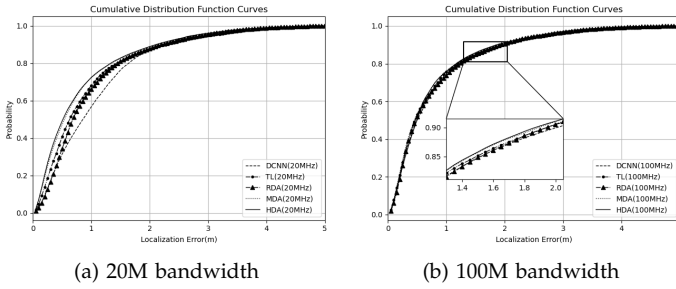 Cumulative Distribution Function Curves
1.0
0.8
0.6
0.4
0.2
0.0
Probability
DCNN(20MHz)
TL(20MHz)
RDA(20MHz)
MDA(20MHz)
HDA(20MHz)
0 1 2 3 4 5
Localization Error(m)
(a) 20M bandwidth
Cumulative Distribution Function Curves
1.0
0.8
0.6
0.4
0.2
0.0
Probability
0.90
0.85
1.4 1.6 1.8 2.0
DCNN(100MHz)
TL(100MHz)
RDA(100MHz)
MDA(100MHz)
HDA(100MHz)
0 1 2 3 4 5
Localization Error(m)
(b) 100M bandwidth